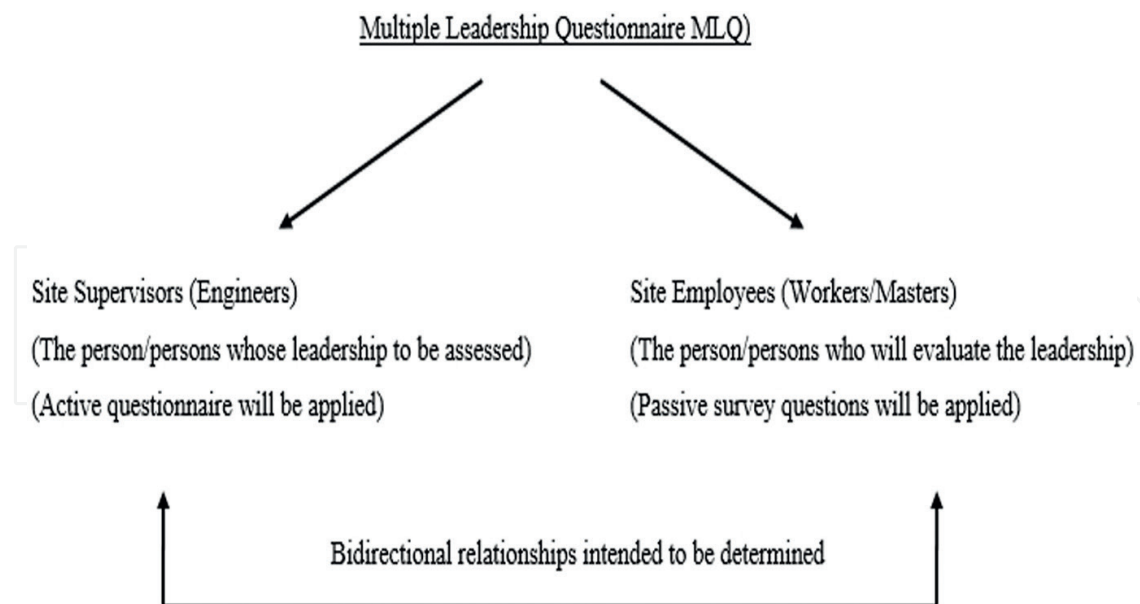 Multiple Leadership Questionnaire MLQ)
Site Supervisors (Engineers)
(The person/persons whose leadership to be assessed)
(Active questionnaire will be applied)
Site Employees (Workers/Masters)
(The person/persons who will evaluate the leadership)
(Passive survey questions will be applied)
Bidirectional relationships intended to be determined